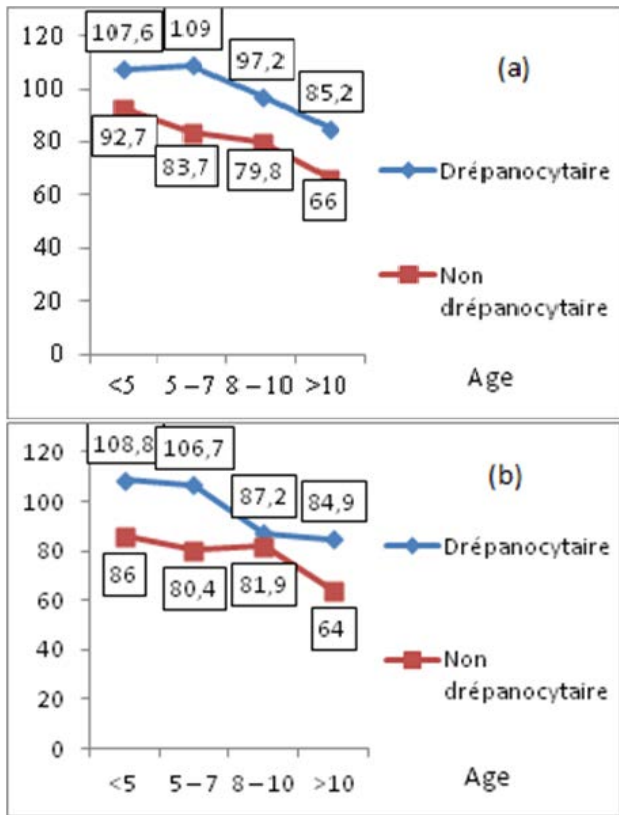 120
107,6
109
97,2
(a)
100
85,2
80
92,7
83,7
79,8
66
Drépanocytaire
60
40
Non
drépanocytaire
20
0
<5
5 – 7
8 – 10
>10
Age
120
108,8
106,7
(b)
100
87,2
84,9
80
Drépanocytaire
86
80,4
81,9
60
64
40
Non
drépanocytaire
20
0
<5
5 – 7
8 – 10
>10
Age